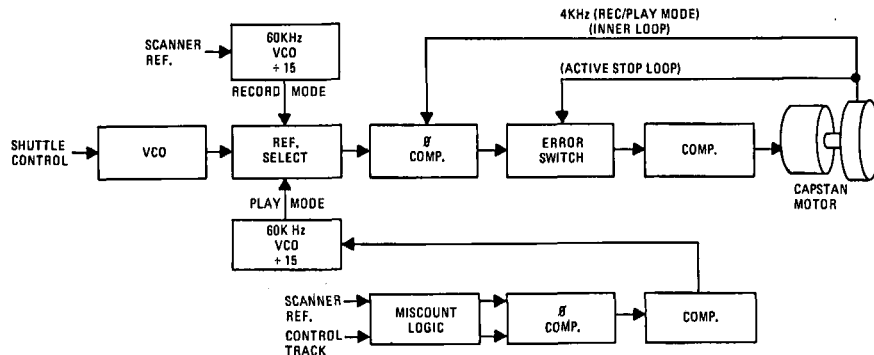 4KHz (REC/PLAY MODE)
(INNER LOOP)
SCANNER
REF.
60KHz
VCO
÷ 15
(ACTIVE STOP LOOP)
RECORD MODE
SHUTTLE
CONTROL
VCO
REF.
SELECT
Ø
COMP.
ERROR
SWITCH
COMP.
CAPSTAN
MOTOR
PLAY MODE
60K Hz
VCO
÷ 15
SCANNER
REF.
CONTROL
TRACK
MISCOUNT
LOGIC
Ø
COMP.
COMP.